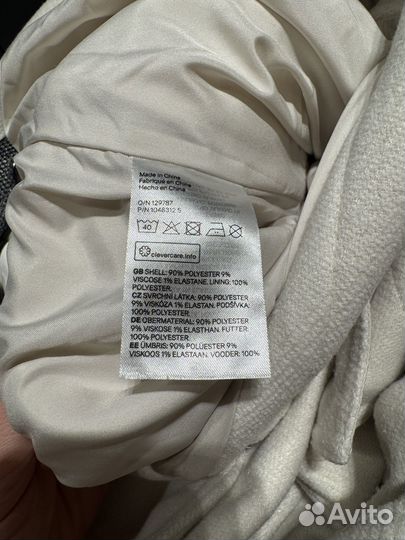 Made in China
Fabriqué en Chine
Hecho en China
O/N 129787
P/N 1048312 5
40
clevercare.info
GB SHELL: 90% POLYESTER 9%
VISCOSE 1% ELASTANE. LINING: 100%
POLYESTER.
CZ SVRCHNÍ LÁTKA: 90% POLYESTER
9% VISKÓZA 1% ELASTAN. PODŠÍVKA:
100% POLYESTER
DE OBERMATERIAL: 90% POLYESTER
9% VISKOSE 1% ELASTHAN. FUTTER:
100% POLYESTER
EE ÜMBRIS: 90% POLÜESTER 9%
VISKOOS 1% ELASTAAN. VOODER: 100%
Avito